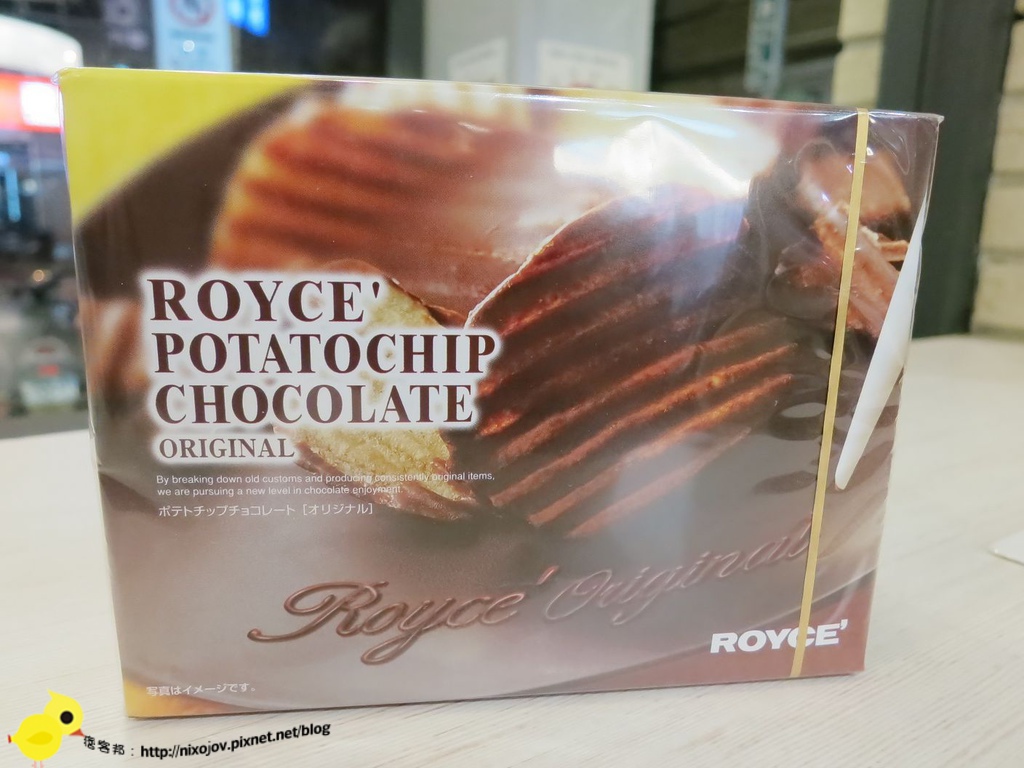 ROYCE'
POTATOCHIP
CHOCOLATE
ORIGINAL
By breaking down old customs and producing consistently original items,
we are pursuing a new level in chocolate enjoyment.
ポテトチップチョコレート［オリジナル］
Royce' Original
ROYCE'
写真はイメージです。
痞客邦：http://nixojov.pixnet.net/blog